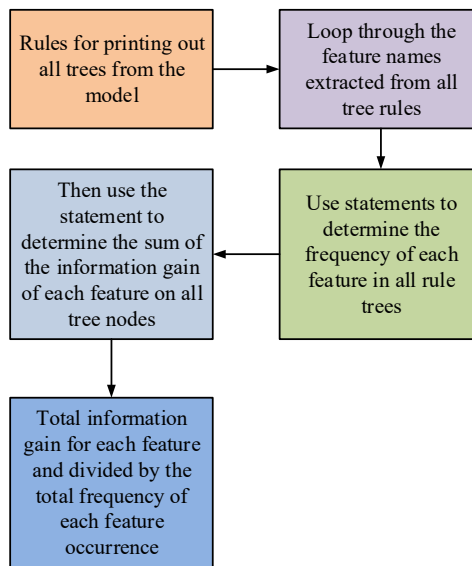 Rules for printing out
all trees from the
model
Loop through the
feature names
extracted from all
tree rules
Use statements to
determine the
frequency of each
feature in all rule
trees
Then use the
statement to
determine the sum of
the information gain
of each feature on all
tree nodes
Total information
gain for each feature
and divided by the
total frequency of
each feature
occurrence